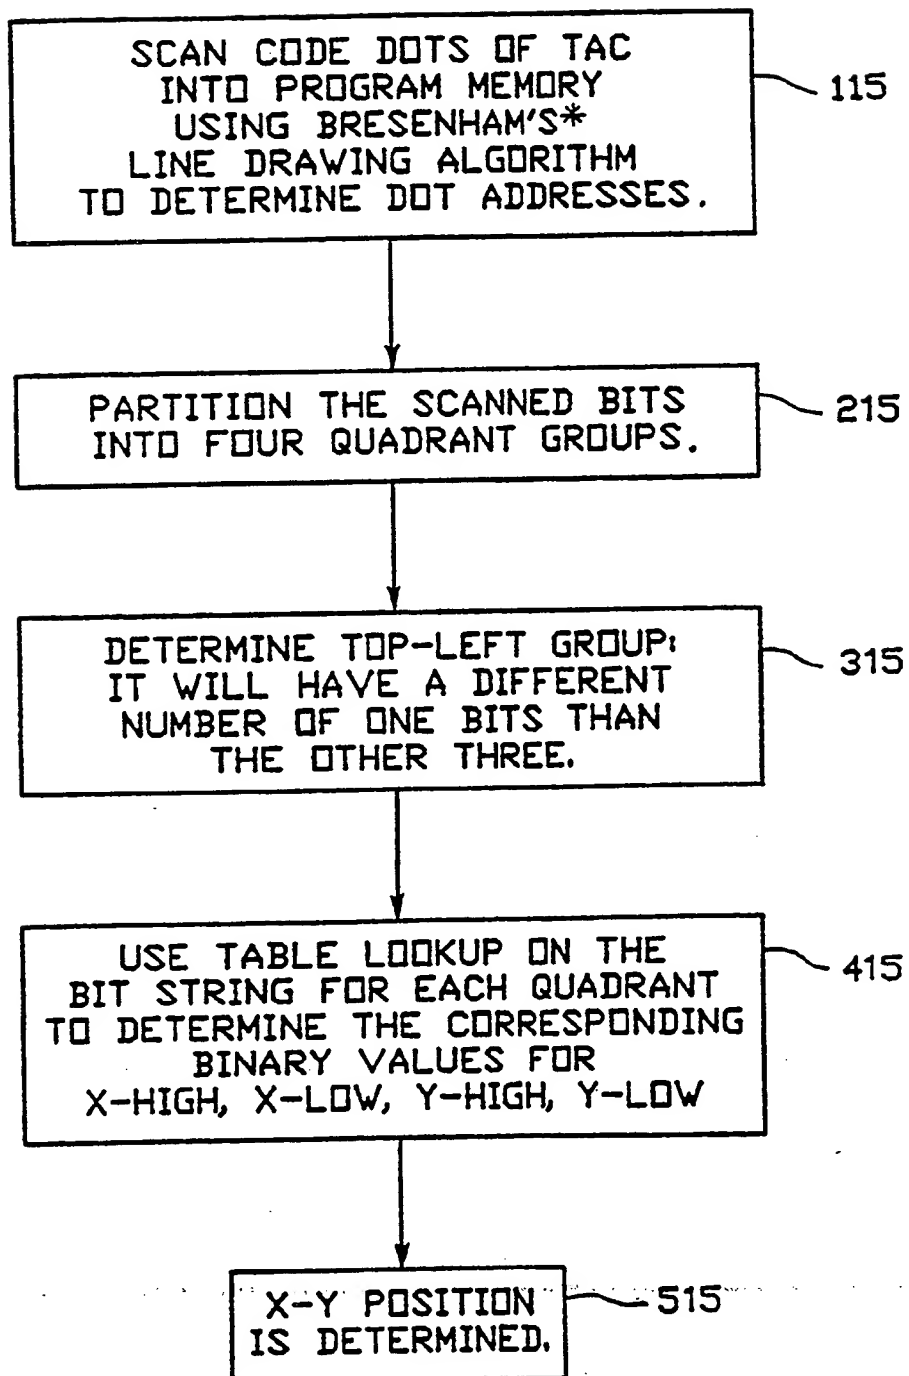 SCAN CODE DOTS OF TAC
INTO PROGRAM MEMORY
USING BRESENHAM'S*
LINE DRAWING ALGORITHM
TO DETERMINE DOT ADDRESSES.
115
PARTITION THE SCANNED BITS
INTO FOUR QUADRANT GROUPS.
215
DETERMINE TOP-LEFT GROUP:
IT WILL HAVE A DIFFERENT
NUMBER OF ONE BITS THAN
THE OTHER THREE.
315
USE TABLE LOOKUP ON THE
BIT STRING FOR EACH QUADRANT
TO DETERMINE THE CORRESPONDING
BINARY VALUES FOR
X-HIGH, X-LOW, Y-HIGH, Y-LOW
415
X-Y POSITION
IS DETERMINED.
515